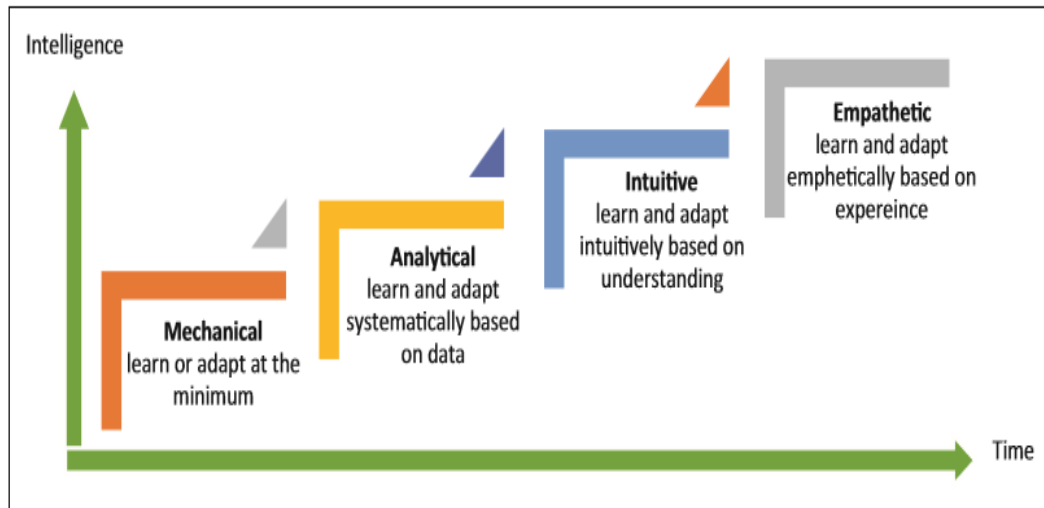 Intelligence
Mechanical
learn or adapt at the
minimum
Analytical
learn and adapt
systematically based
on data
Intuitive
learn and adapt
intuitively based on
understanding
Empathetic
learn and adapt
emphetically based on
expereince
Time